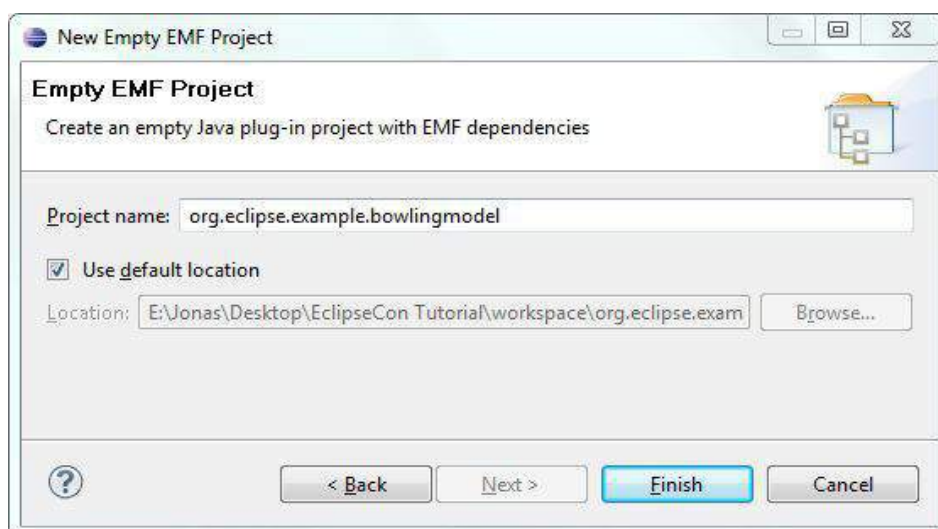 New Empty EMF Project
Empty EMF Project
Create an empty Java plug-in project with EMF dependencies
Project name: org.eclipse.example.bowlingmodel
Use default location
Location: E:\Jonas\Desktop\EclipseCon Tutorial\workspace\org.eclipse.exam Browse...
? < Back Next > Finish Cancel